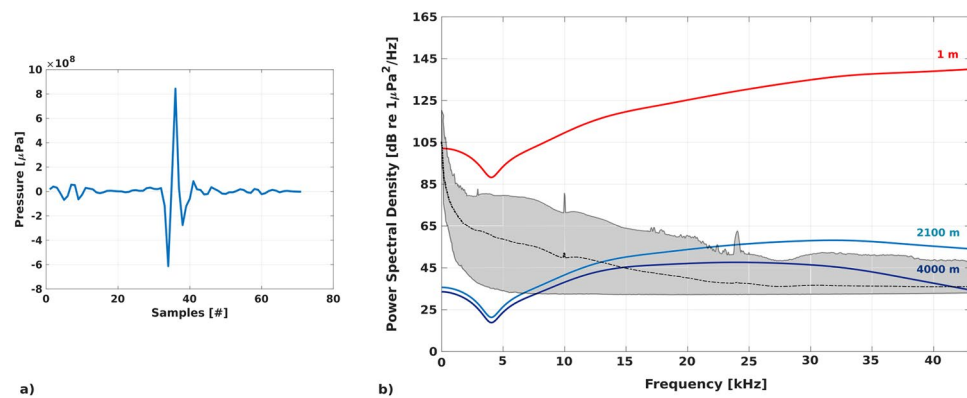 ×10⁸
10
8
6
4
2
0
-2
-4
-6
-8
Pressure [μPa]
0 20 40 60 80
Samples [#]
a)
165
145
125
105
85
65
45
25
0
Power Spectral Density [dB re 1μPa²/Hz]
1 m
2100 m
4000 m
0 5 10 15 20 25 30 35 40
Frequency [kHz]
b)